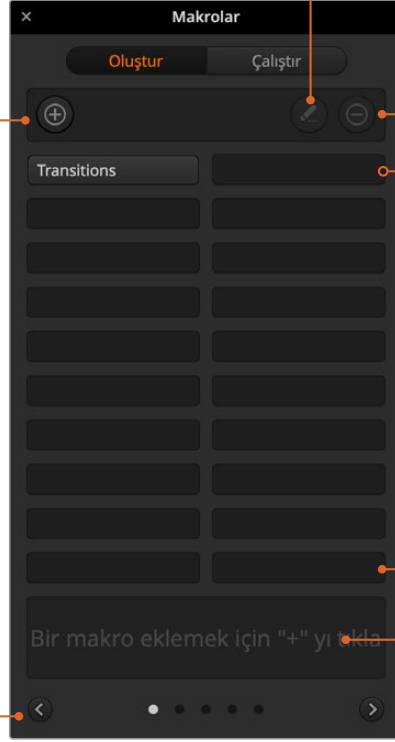 Makrolar
Oluştur
Çalıştır
Transitions
Bir makro eklemek için "+" yı tıkla